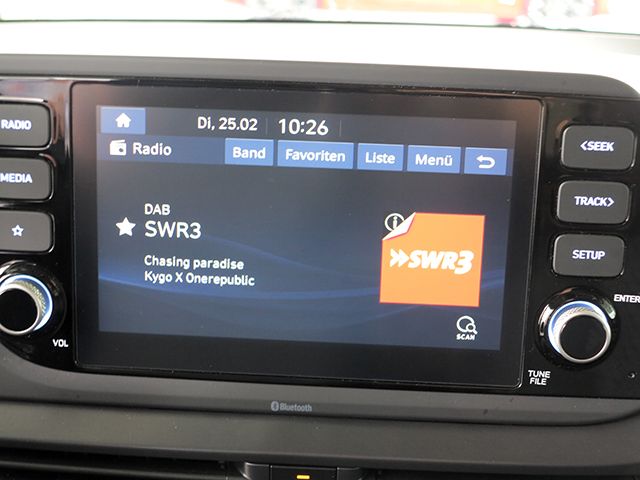 Di, 25.02 10:26
RADIO
Radio Band Favoriten Liste Menü
MEDIA
DAB
SWR3
Chasing paradise
Kygo X Onerepublic
SWR3
SCAN
<SEEK
TRACK>
SETUP
ENTER
VOL
TUNE
FILE
Bluetooth